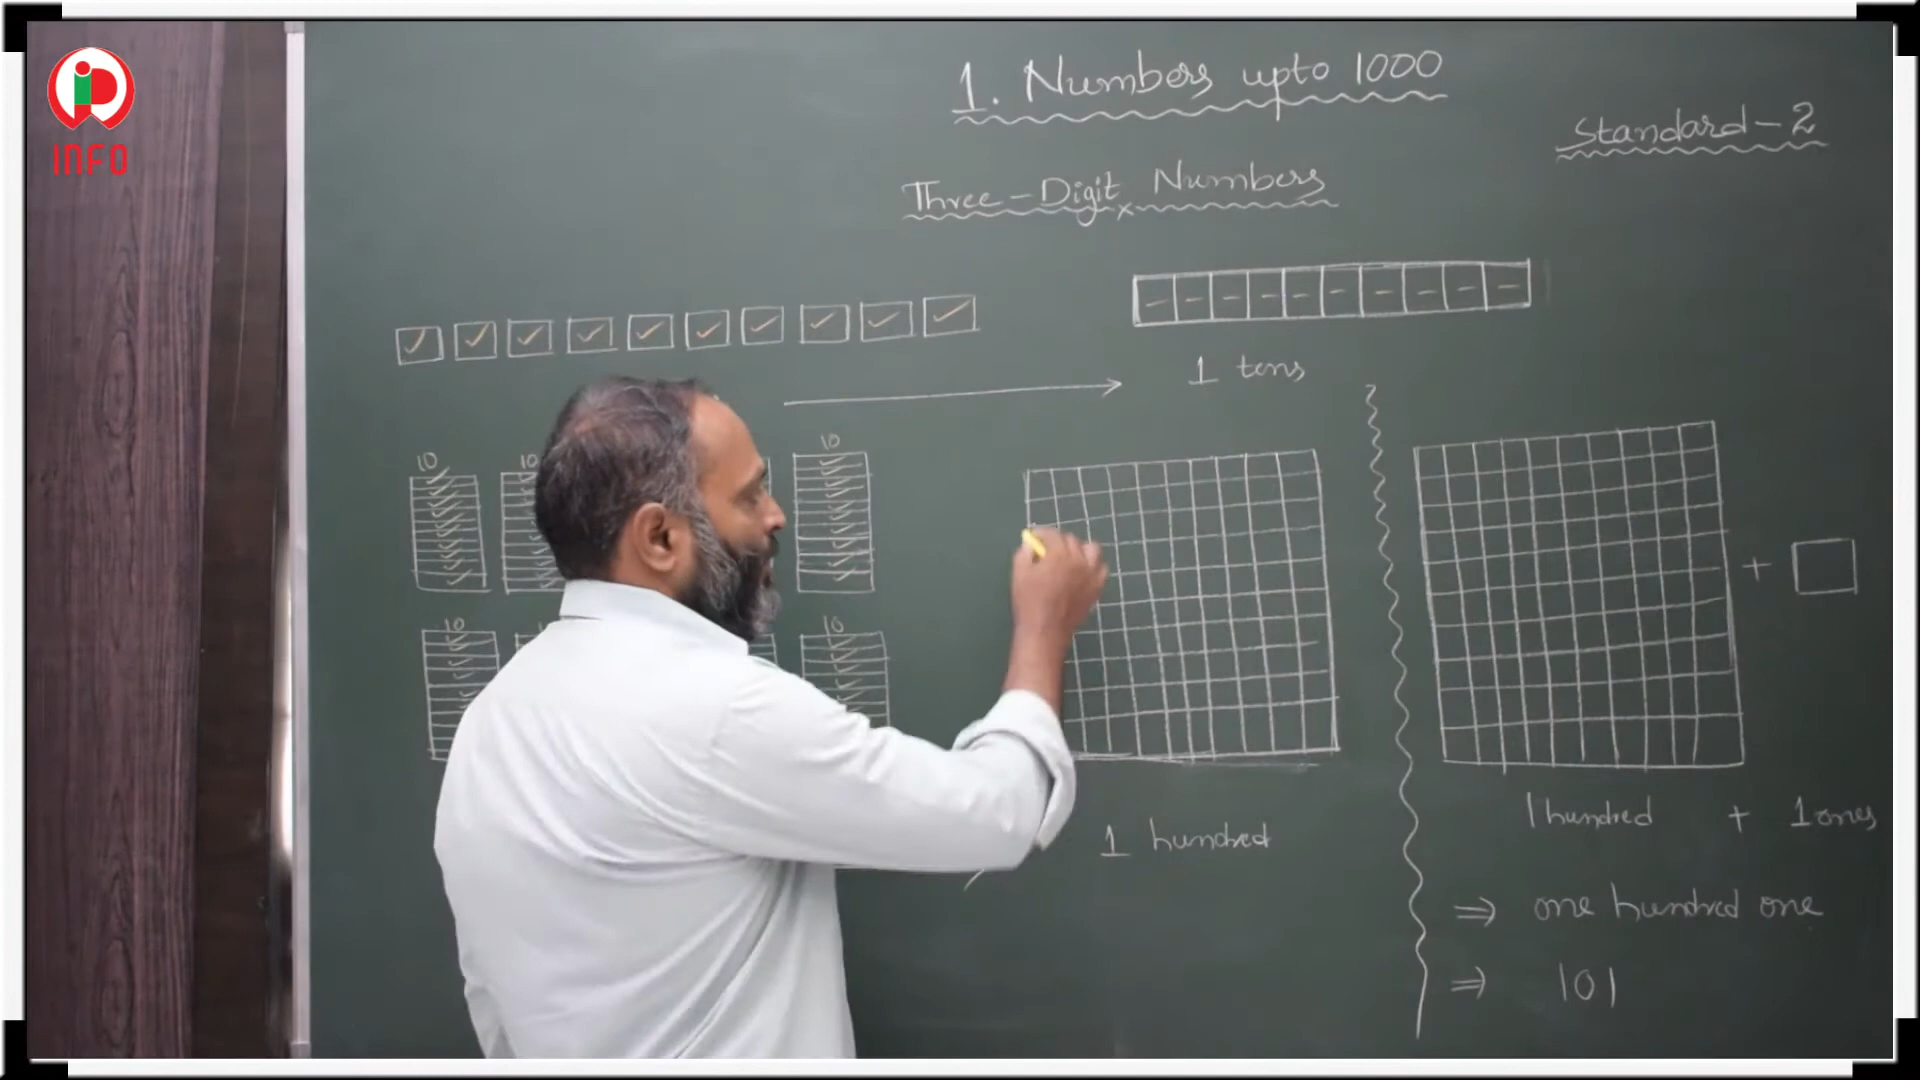 INFO
1. Numbers upto 1000
Standard-2
Three-Digit Numbers
1 tens
10
10
10
10
10
1 hundred
1 hundred + 1 ones
+
⇒ one hundred one
⇒ 101